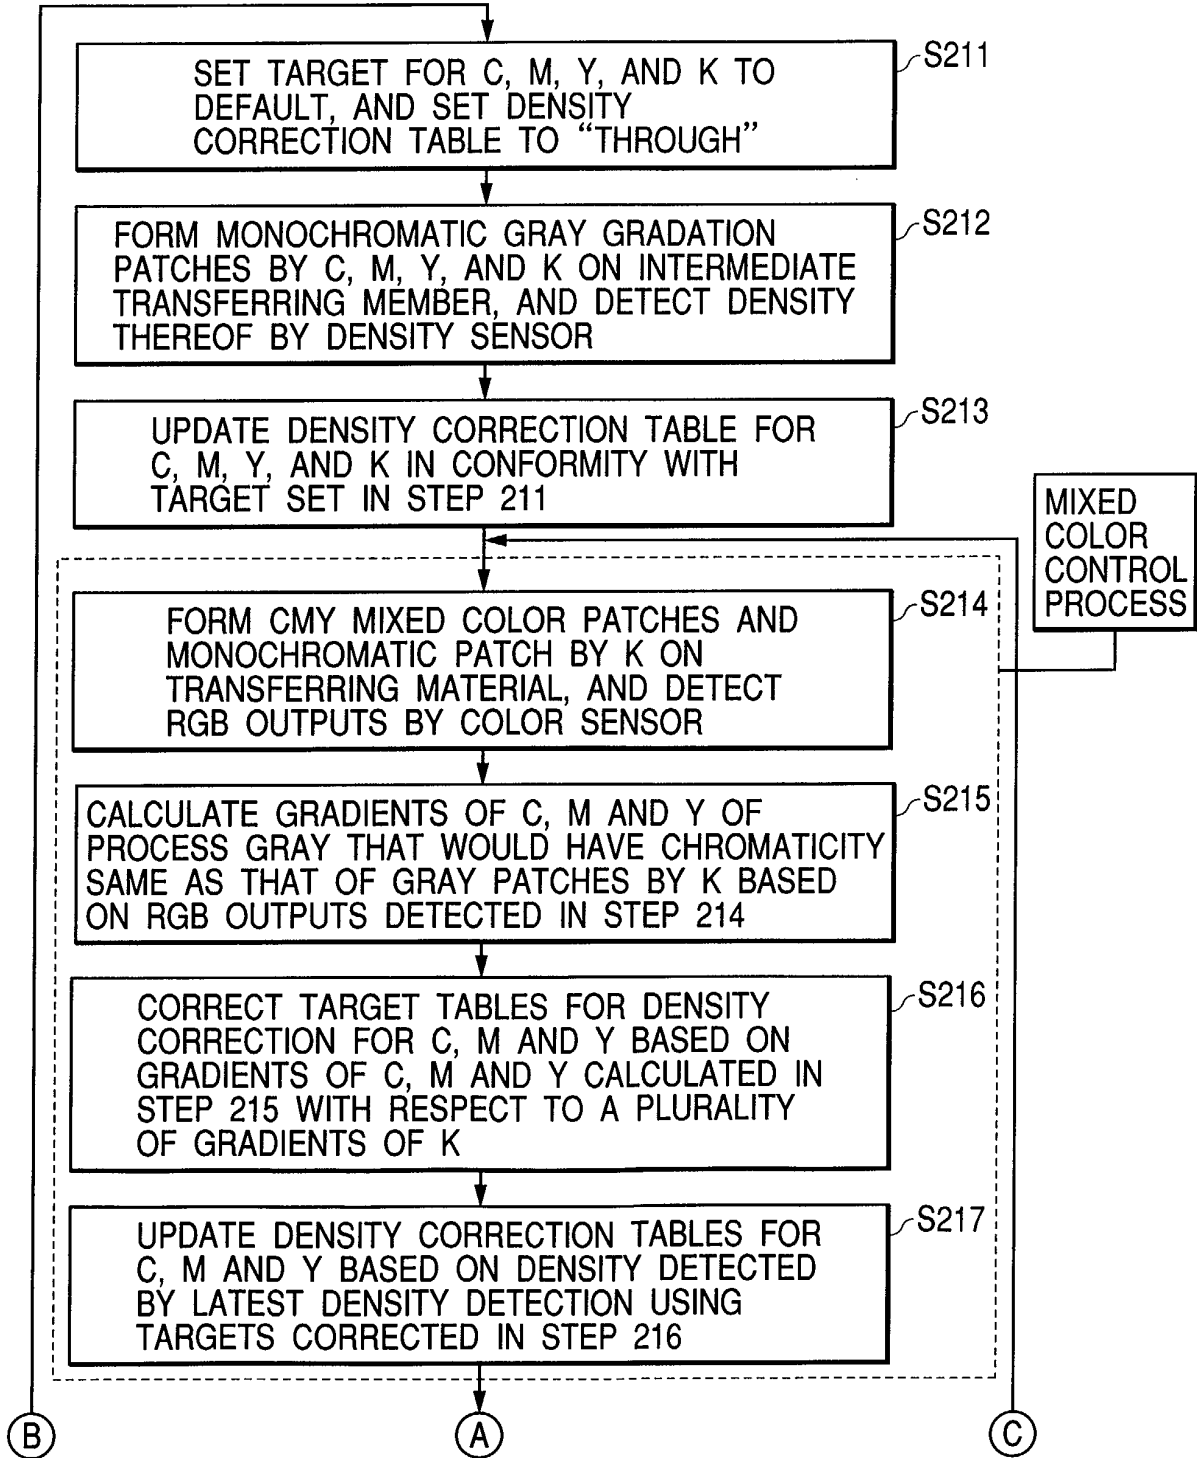 S211
SET TARGET FOR C, M, Y, AND K TO
DEFAULT, AND SET DENSITY
CORRECTION TABLE TO “THROUGH”
S212
FORM MONOCHROMATIC GRAY GRADATION
PATCHES BY C, M, Y, AND K ON INTERMEDIATE
TRANSFERRING MEMBER, AND DETECT DENSITY
THEREOF BY DENSITY SENSOR
S213
UPDATE DENSITY CORRECTION TABLE FOR
C, M, Y, AND K IN CONFORMITY WITH
TARGET SET IN STEP 211
MIXED
COLOR
CONTROL
PROCESS
S214
FORM CMY MIXED COLOR PATCHES AND
MONOCHROMATIC PATCH BY K ON
TRANSFERRING MATERIAL, AND DETECT
RGB OUTPUTS BY COLOR SENSOR
S215
CALCULATE GRADIENTS OF C, M AND Y OF
PROCESS GRAY THAT WOULD HAVE CHROMATICITY
SAME AS THAT OF GRAY PATCHES BY K BASED
ON RGB OUTPUTS DETECTED IN STEP 214
S216
CORRECT TARGET TABLES FOR DENSITY
CORRECTION FOR C, M AND Y BASED ON
GRADIENTS OF C, M AND Y CALCULATED IN
STEP 215 WITH RESPECT TO A PLURALITY
OF GRADIENTS OF K
S217
UPDATE DENSITY CORRECTION TABLES FOR
C, M AND Y BASED ON DENSITY DETECTED
BY LATEST DENSITY DETECTION USING
TARGETS CORRECTED IN STEP 216
B
A
C